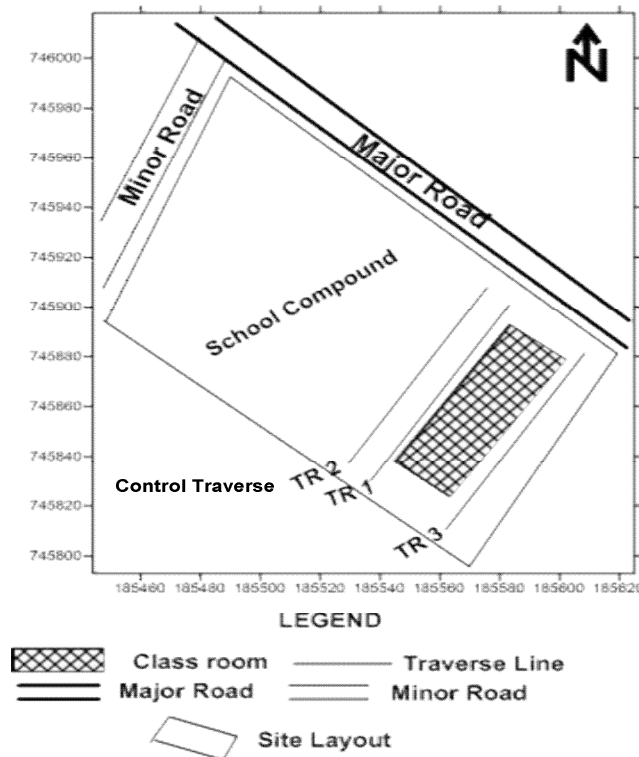 746000
745980
745960
745940
745920
745900
745880
745860
745840
745820
745800
N
Minor Road
Major Road
School Compound
TR 2
TR 1
TR 3
Control Traverse
185460 185480 185500 185520 185540 185560 185580 185600 185620
LEGEND
Class room Traverse Line
Major Road Minor Road
Site Layout